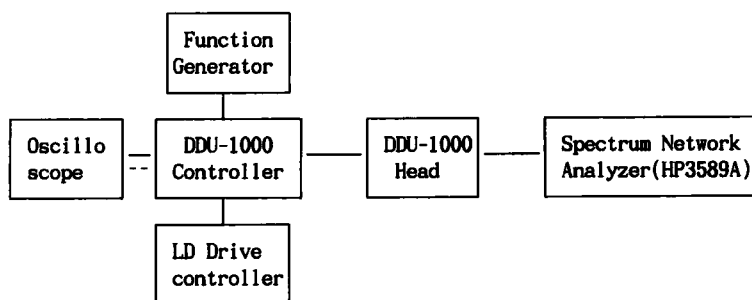 Function
Generator
Oscillo
scope
DDU-1000
Controller
DDU-1000
Head
Spectrum Network
Analyzer(HP3589A)
LD Drive
controller